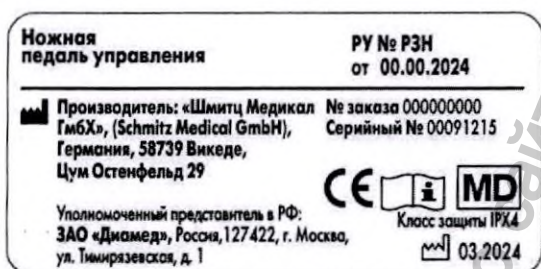 Ножная
педаль управления
РУ № РЗН
от 00.00.2024
Производитель: «Шмитц Медикал
ГмбХ», (Schmitz Medical GmbH),
Германия, 58739 Викеде,
Цум Остенфельд 29
№ заказа 000000000
Серийный № 00091215
CE
i
MD
Класс защиты IPX4
03.2024
Уполномоченный представитель в РФ:
ЗАО «Диамед», Россия,127422, г. Москва,
ул. Тимирязевская, д. 1
сайт